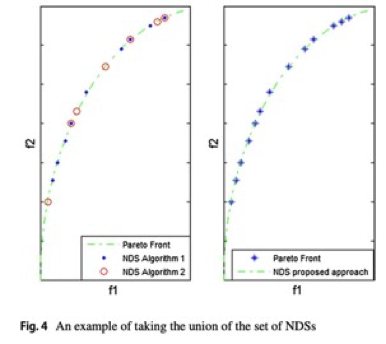 f2
Pareto Front
NDS Algorithm 1
NDS Algorithm 2
f1
f2
Pareto Front
NDS proposed approach
f1
Fig. 4 An example of taking the union of the set of NDSs